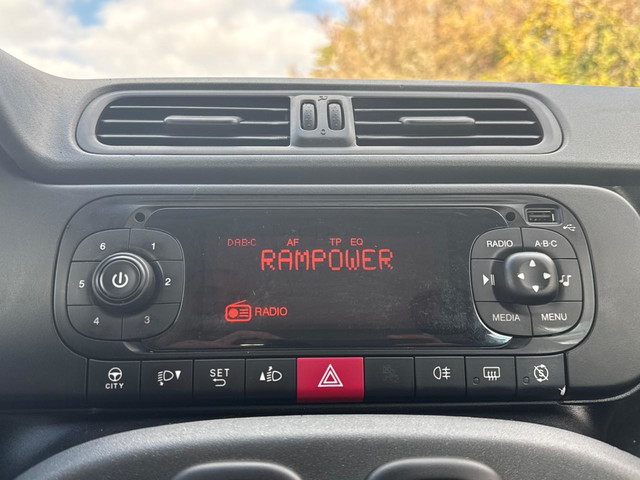 DAB·C AF TP EQ
RAMPOWER
RADIO
6 1
5 2
4 3
RADIO A·B·C
MEDIA MENU
CITY
SET